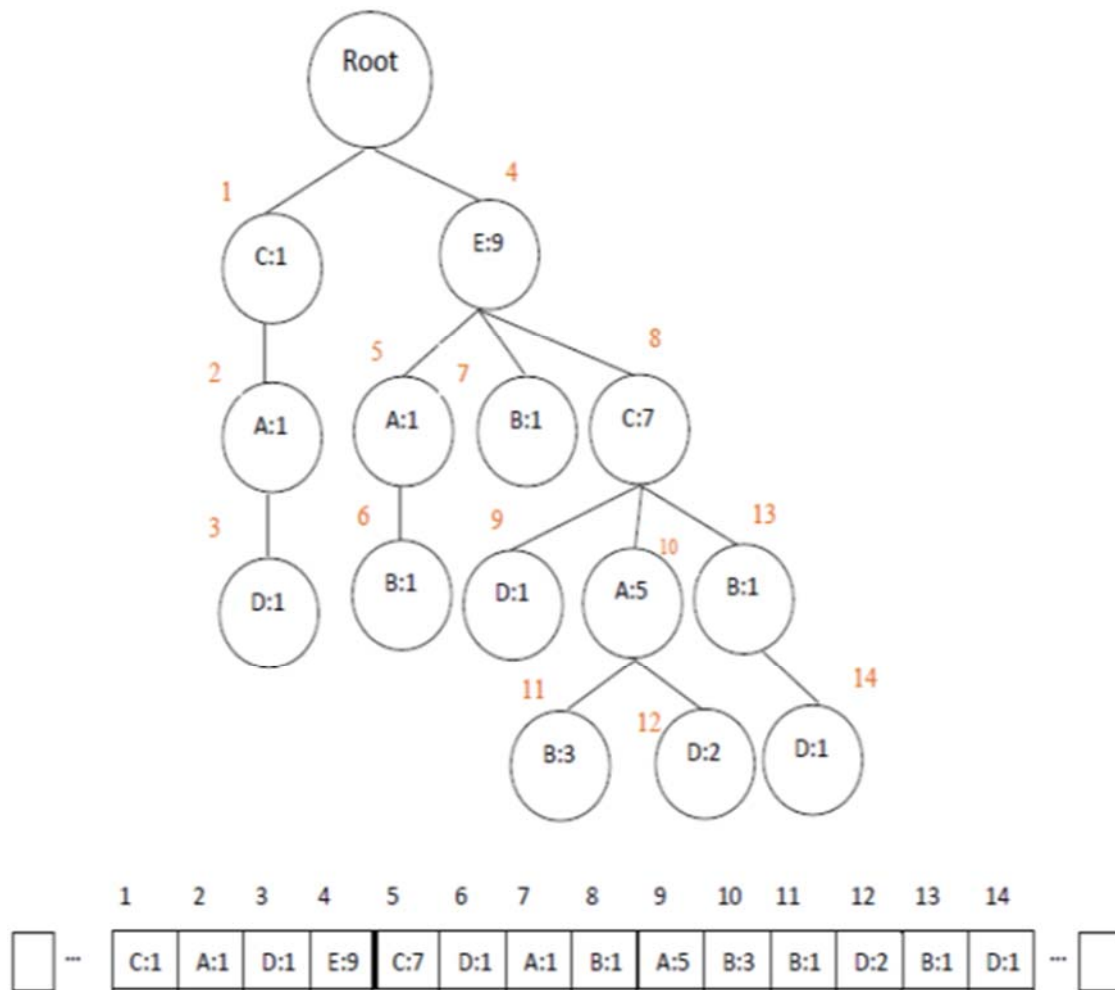 Root
1 4
C:1 E:9
5 7 8
2
A:1 A:1 B:1 C:7
3 6 9 10 13
D:1 B:1 D:1 A:5 B:1
11 12 14
B:3 D:2 D:1
1 2 3 4 5 6 7 8 9 10 11 12 13 14
... C:1 A:1 D:1 E:9 C:7 D:1 A:1 B:1 A:5 B:3 B:1 D:2 B:1 D:1 ...